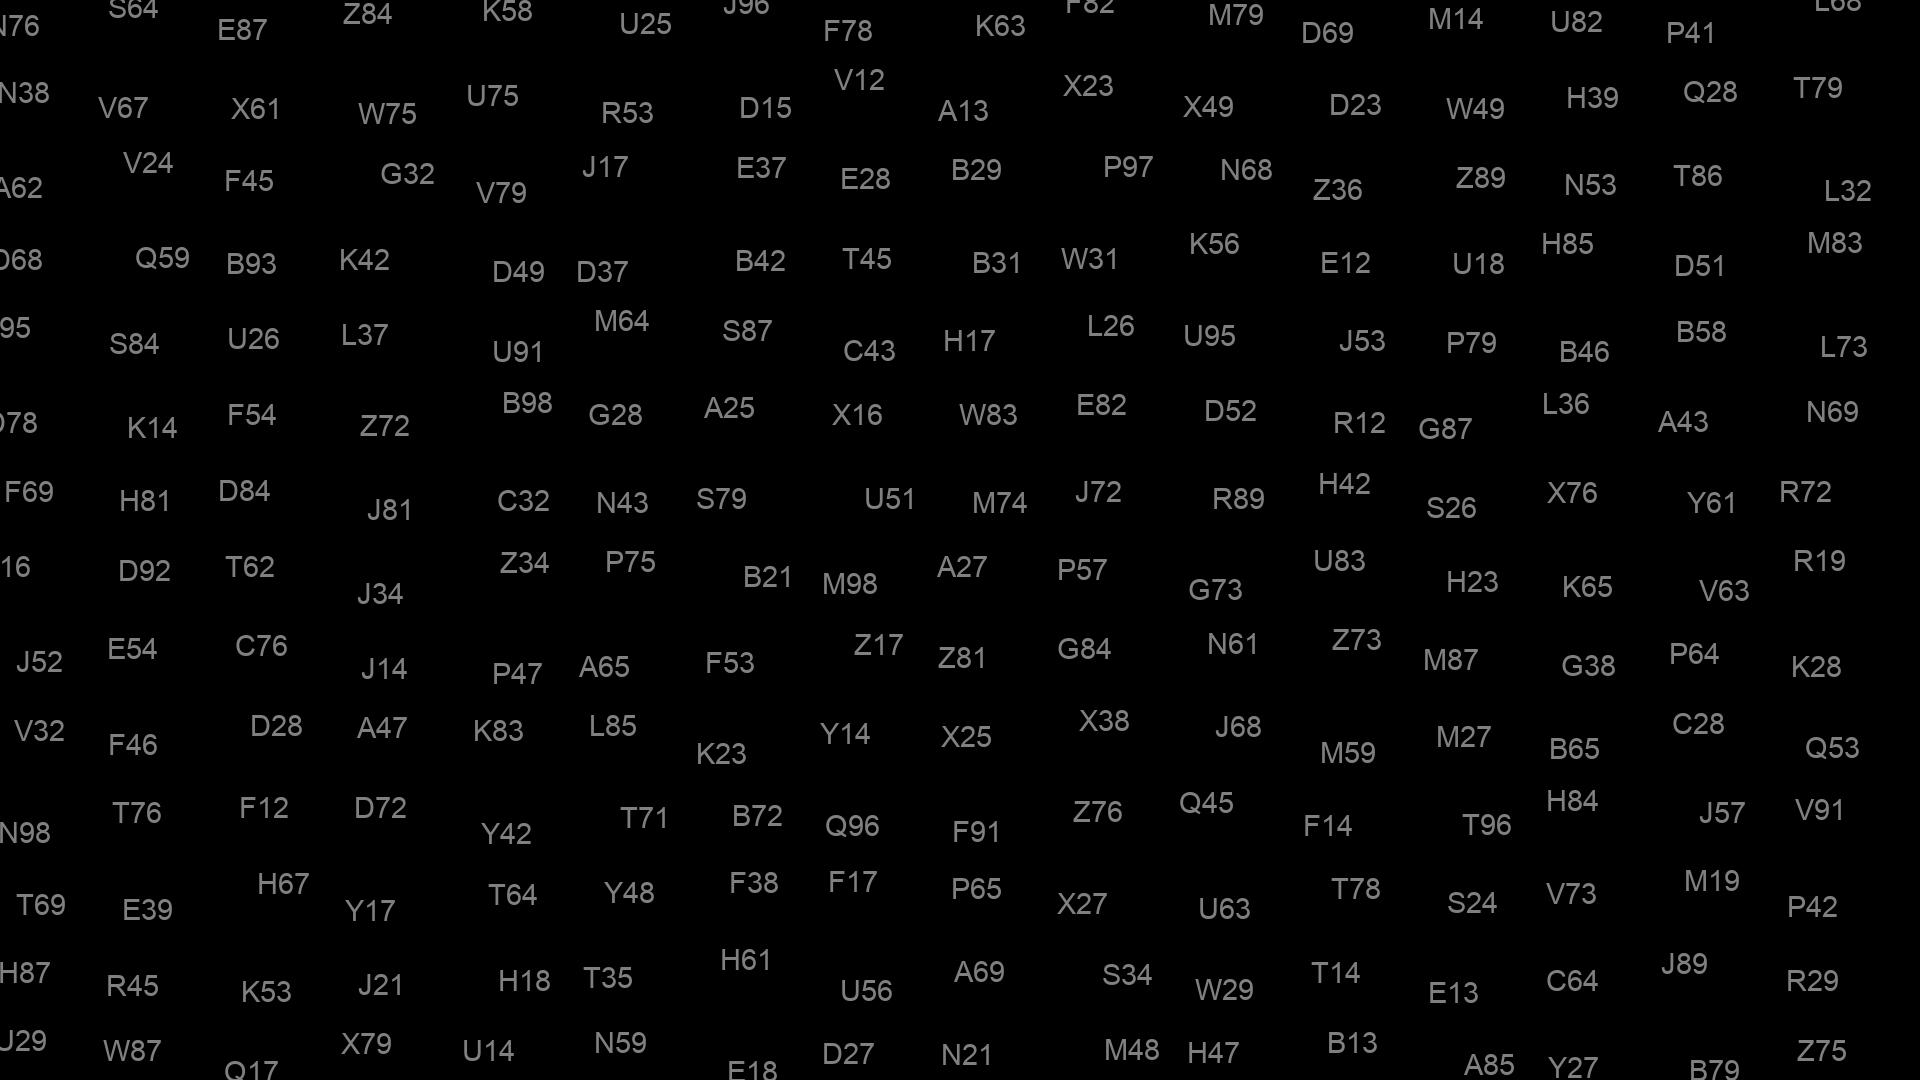 N76 S64 E87 Z84 K58 U25 J96 F78 K63 F82 M79 D69 M14 U82 P41 L68
N38 V67 X61 W75 U75 R53 D15 V12 A13 X23 X49 D23 W49 H39 Q28 T79
A62 V24 F45 G32 V79 J17 E37 E28 B29 P97 N68 Z36 Z89 N53 T86 L32
D68 Q59 B93 K42 D49 D37 B42 T45 B31 W31 K56 E12 U18 H85 D51 M83
95 S84 U26 L37 U91 M64 S87 C43 H17 L26 U95 J53 P79 B46 B58 L73
78 K14 F54 Z72 B98 G28 A25 X16 W83 E82 D52 R12 G87 L36 A43 N69
F69 H81 D84 J81 C32 N43 S79 U51 M74 J72 R89 H42 S26 X76 Y61 R72
16 D92 T62 J34 Z34 P75 B21 M98 A27 P57 G73 U83 H23 K65 V63 R19
J52 E54 C76 J14 P47 A65 F53 Z17 Z81 G84 N61 Z73 M87 G38 P64 K28
V32 F46 D28 A47 K83 L85 K23 Y14 X25 X38 J68 M59 M27 B65 C28 Q53
N98 T76 F12 D72 Y42 T71 B72 Q96 F91 Z76 Q45 F14 T96 H84 J57 V91
T69 E39 H67 Y17 T64 Y48 F38 F17 P65 X27 U63 T78 S24 V73 M19 P42
H87 R45 K53 J21 H18 T35 H61 U56 A69 S34 W29 T14 E13 C64 J89 R29
U29 W87 Q17 X79 U14 N59 E18 D27 N21 M48 H47 B13 A85 Y27 B79 Z75